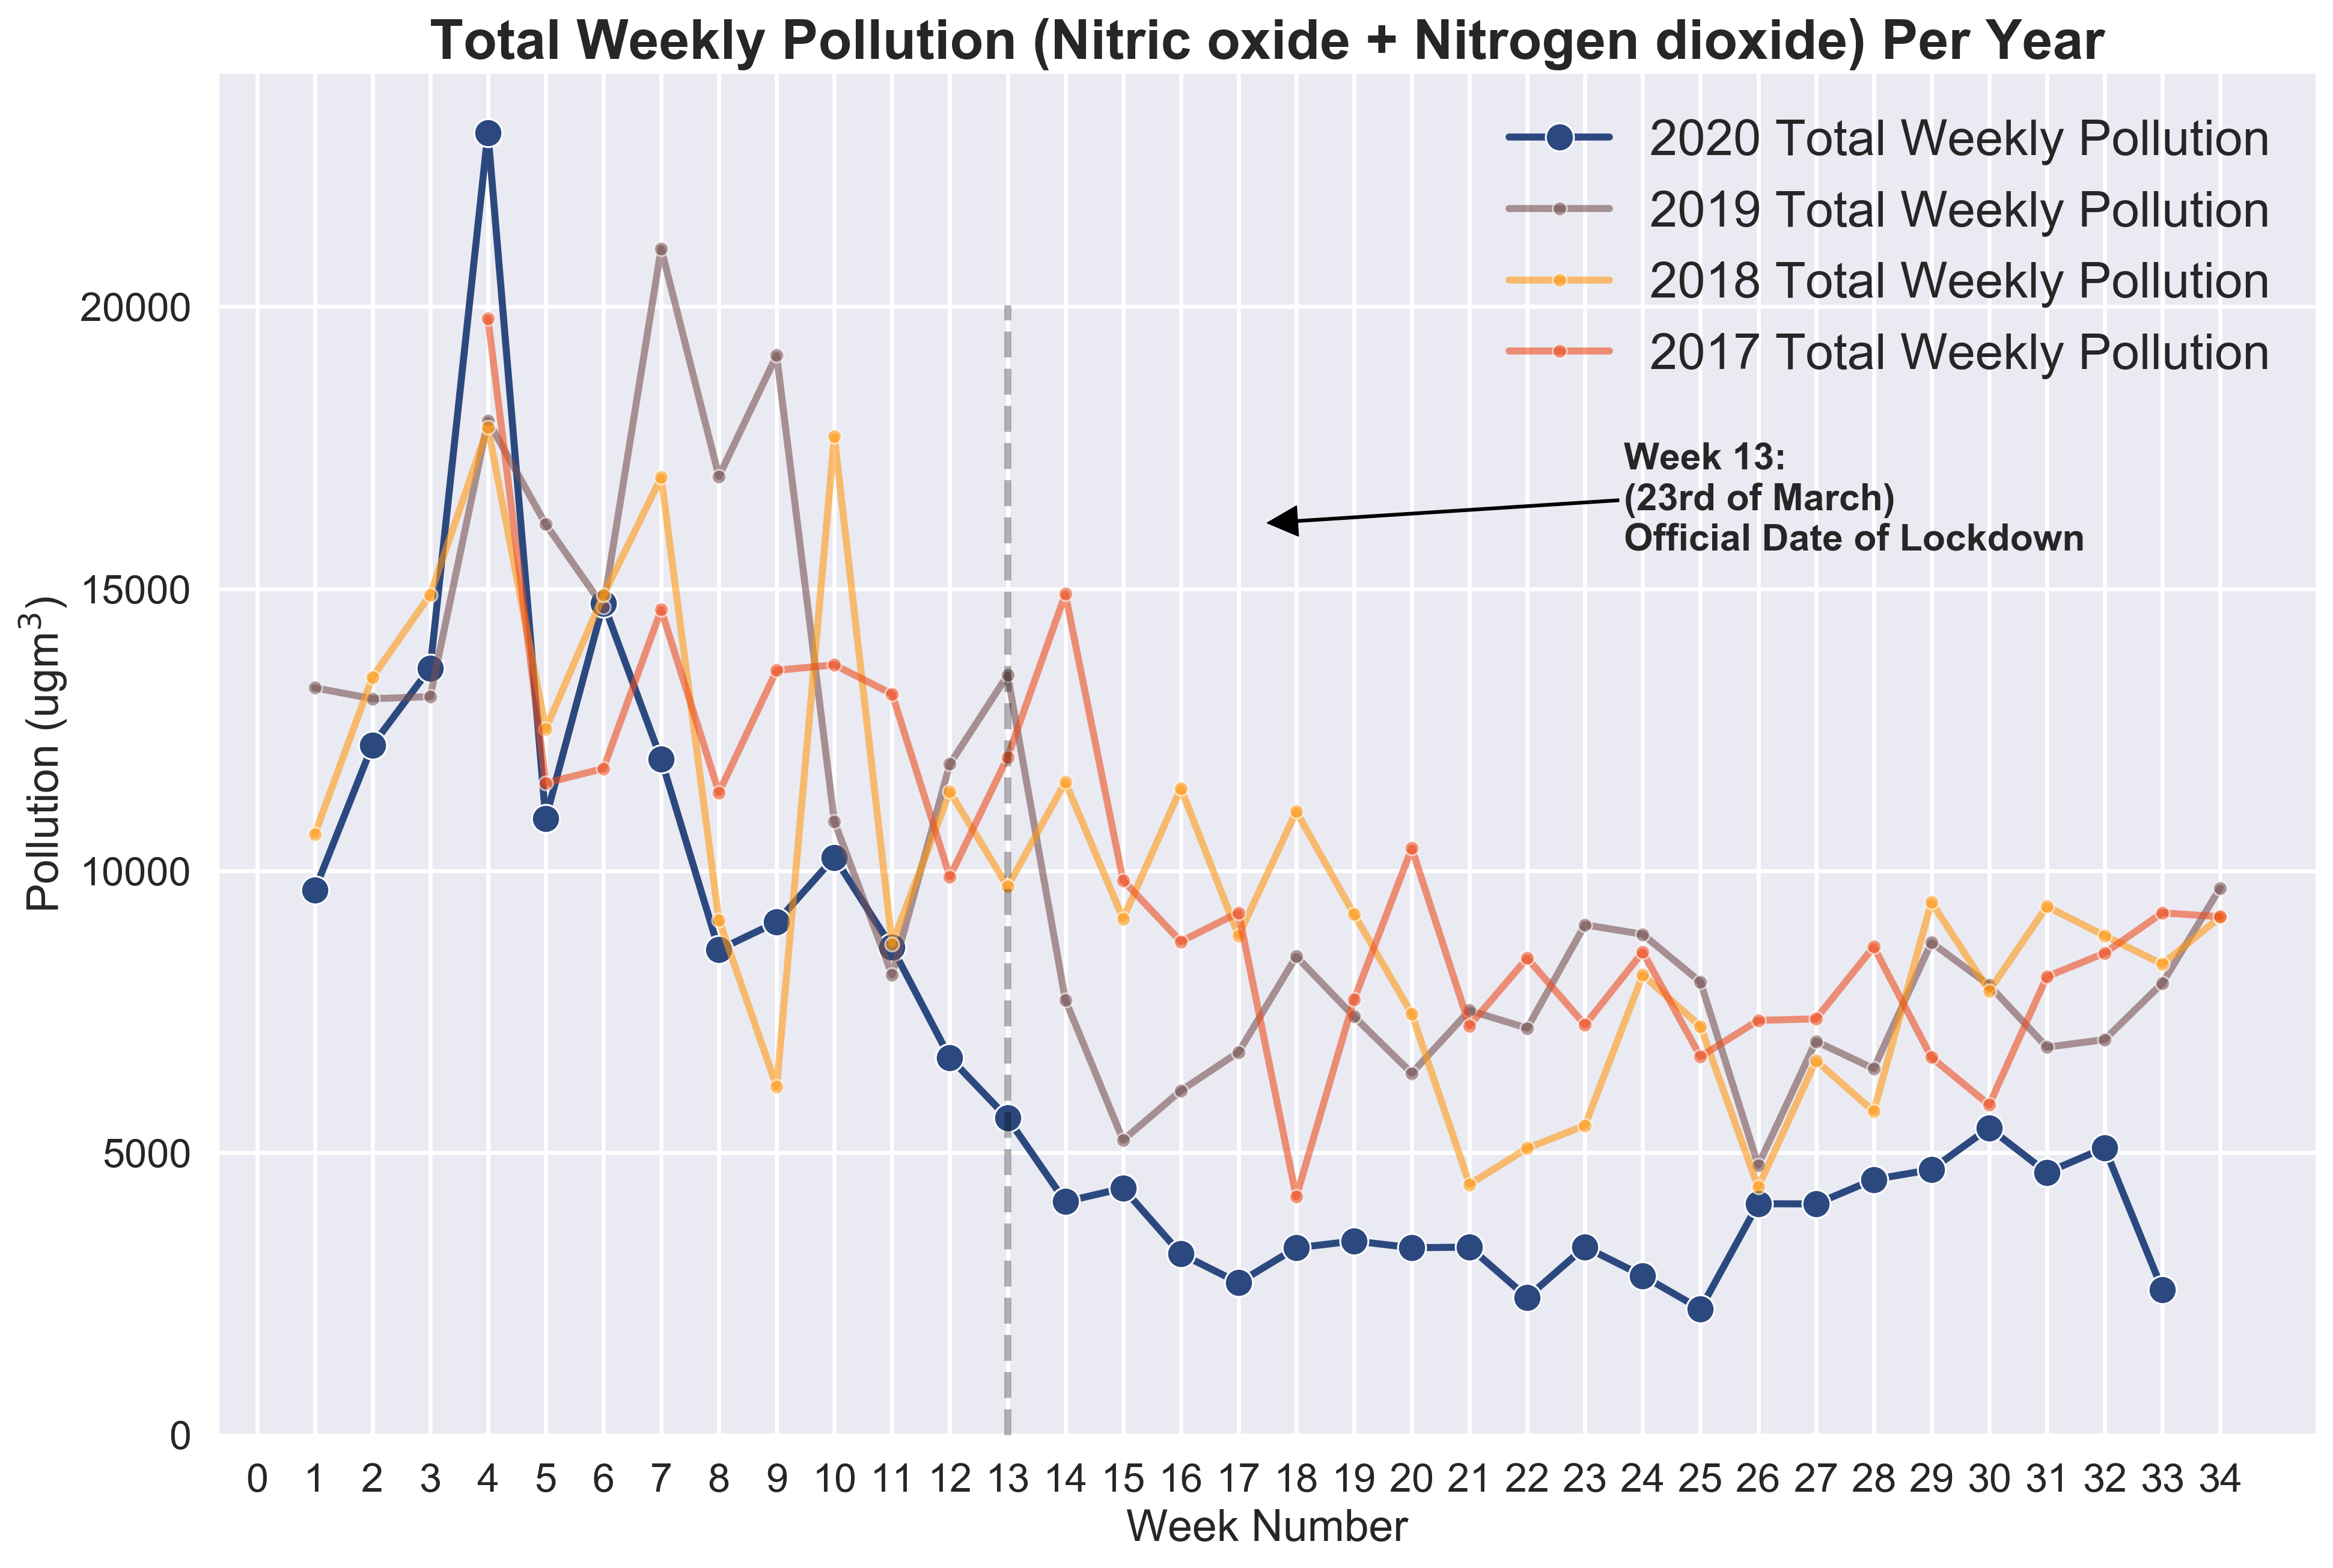 Total Weekly Pollution (Nitric oxide + Nitrogen dioxide) Per Year
2020 Total Weekly Pollution
2019 Total Weekly Pollution
2018 Total Weekly Pollution
2017 Total Weekly Pollution
Week 13:
(23rd of March)
Official Date of Lockdown
Pollution (ugm³)
20000
15000
10000
5000
0
0 1 2 3 4 5 6 7 8 9 10 11 12 13 14 15 16 17 18 19 20 21 22 23 24 25 26 27 28 29 30 31 32 33 34
Week Number